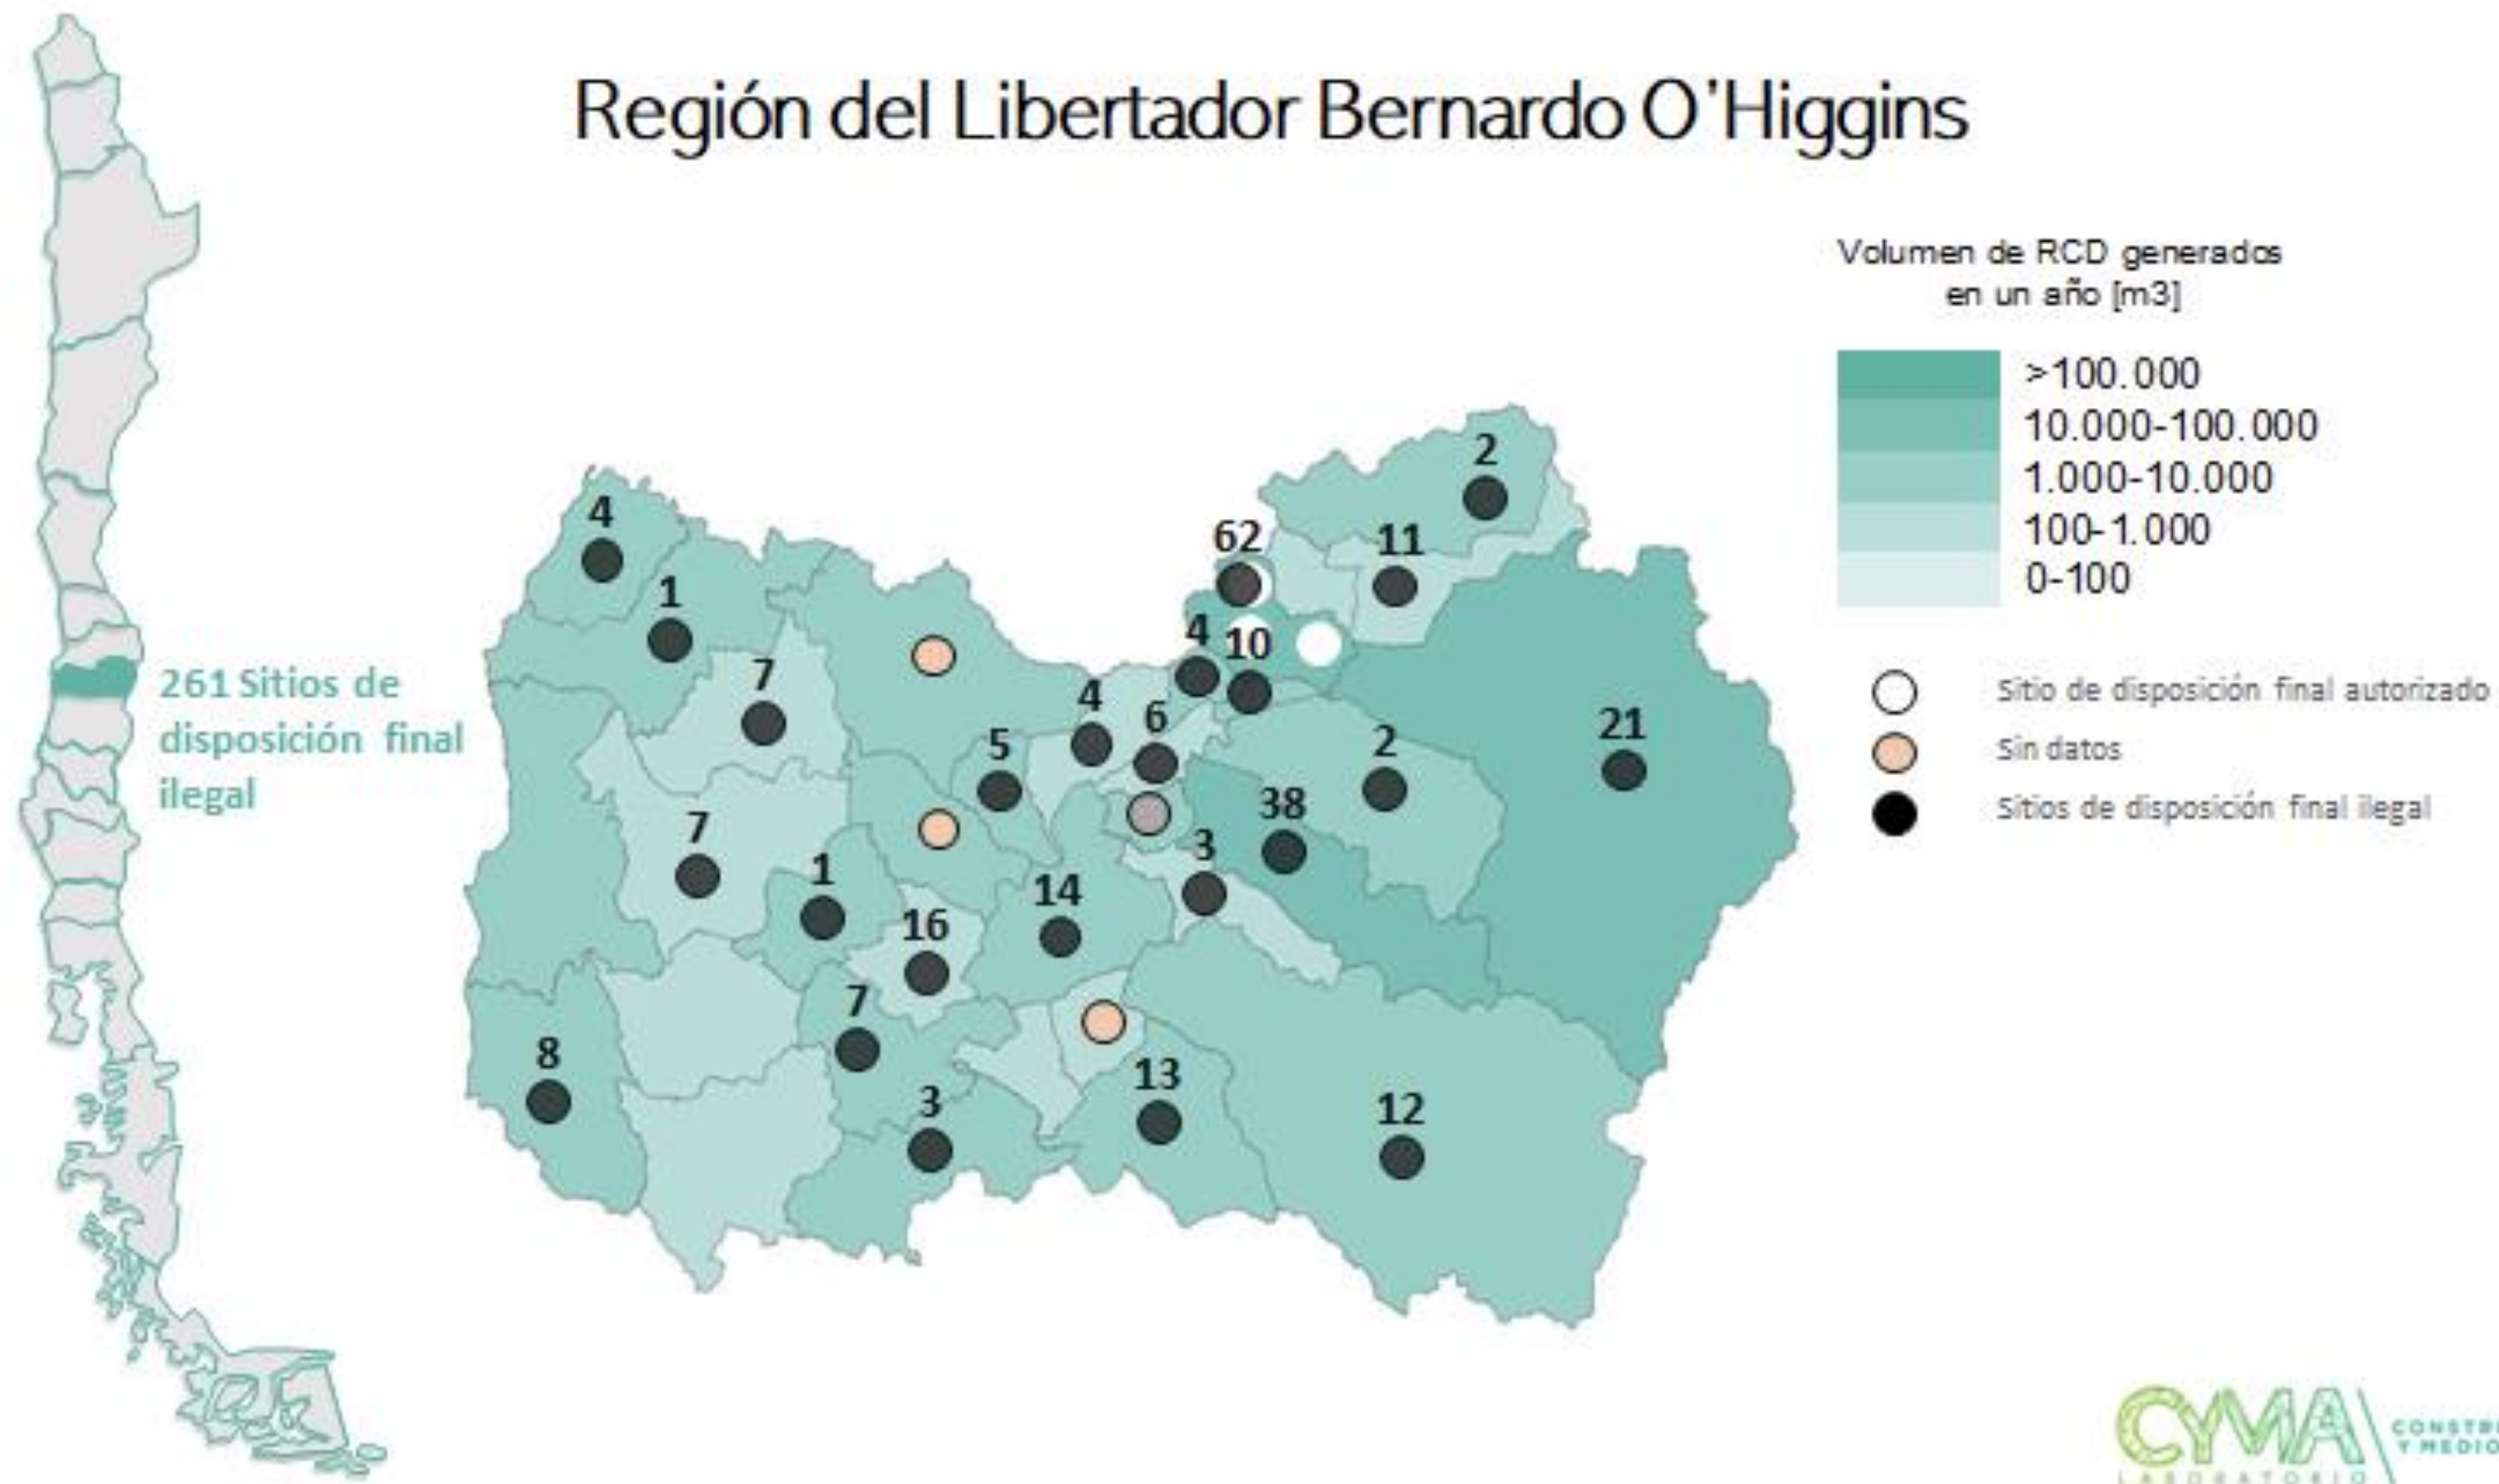 Región del Libertador Bernardo O'Higgins
Volumen de RCD generados
en un año [m3]
>100.000
10.000-100.000
1.000-10.000
100-1.000
0-100
Sitio de disposición final autorizado
Sin datos
Sitios de disposición final ilegal
261 Sitios de
disposición final
ilegal
2
4
62
11
1
4
10
7
4
6
21
5
2
38
7
3
1
14
16
7
8
13
3
12
CYMA
LABORATORIO
Y MEDIO